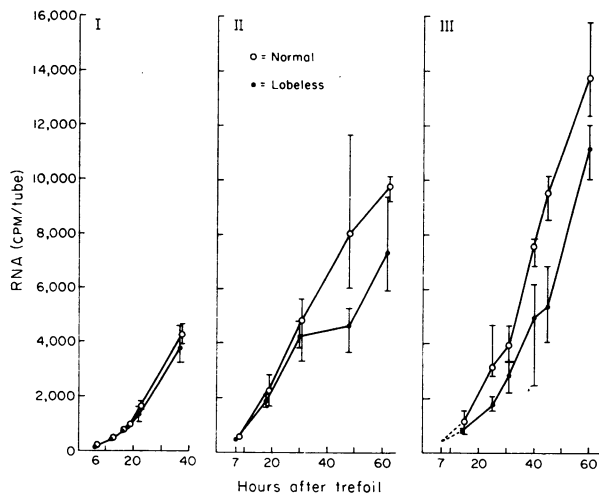 I II III
16,000
14,000
12,000
10,000
8,000
6,000
4,000
2,000
0
RNA (CPM/tube)
o = Normal
• = Lobeless
6 20 40 7 20 40 60 7 20 40 60
Hours after trefoil